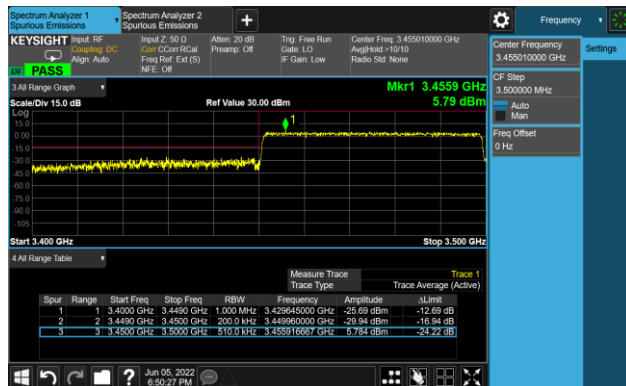 Spectrum Analyzer 1
Spurious Emissions
Spectrum Analyzer 2
Spurious Emissions
+
Frequency
KEYSIGHT
Input: RF
Coupling: DC
Align: Auto
Input Z: 50 Ω
Corr CCorr RCal
Freq Ref: Ext (S)
NFE: Off
Atten: 20 dB
Preamp: Off
Trig: Free Run
Gate: LO
IF Gain: Low
Center Freq: 3.455010000 GHz
Avg|Hold:>10/10
Radio Std: None
PASS
Center Frequency
3.455010000 GHz
Settings
CF Step
3.500000 MHz
Auto
Man
Freq Offset
0 Hz
3 All Range Graph
Mkr1 3.4559 GHz
Scale/Div 15.0 dB
Ref Value 30.00 dBm
5.79 dBm
Log
15.0
0.00
-15.0
-30.0
-45.0
-60.0
-75.0
-90.0
-105
1
Start 3.400 GHz
Stop 3.500 GHz
4 All Range Table
Measure Trace Trace 1
Trace Type Trace Average (Active)
Spur Range Start Freq Stop Freq RBW Frequency Amplitude ΔLimit
1 1 3.4000 GHz 3.4490 GHz 1.000 MHz 3.429645000 GHz -25.69 dBm -12.69 dB
2 2 3.4490 GHz 3.4500 GHz 200.0 kHz 3.449960000 GHz -29.94 dBm -16.94 dB
3 3 3.4500 GHz 3.5000 GHz 510.0 kHz 3.455916667 GHz 5.784 dBm -24.22 dB
?
Jun 05, 2022
6:50:27 PM